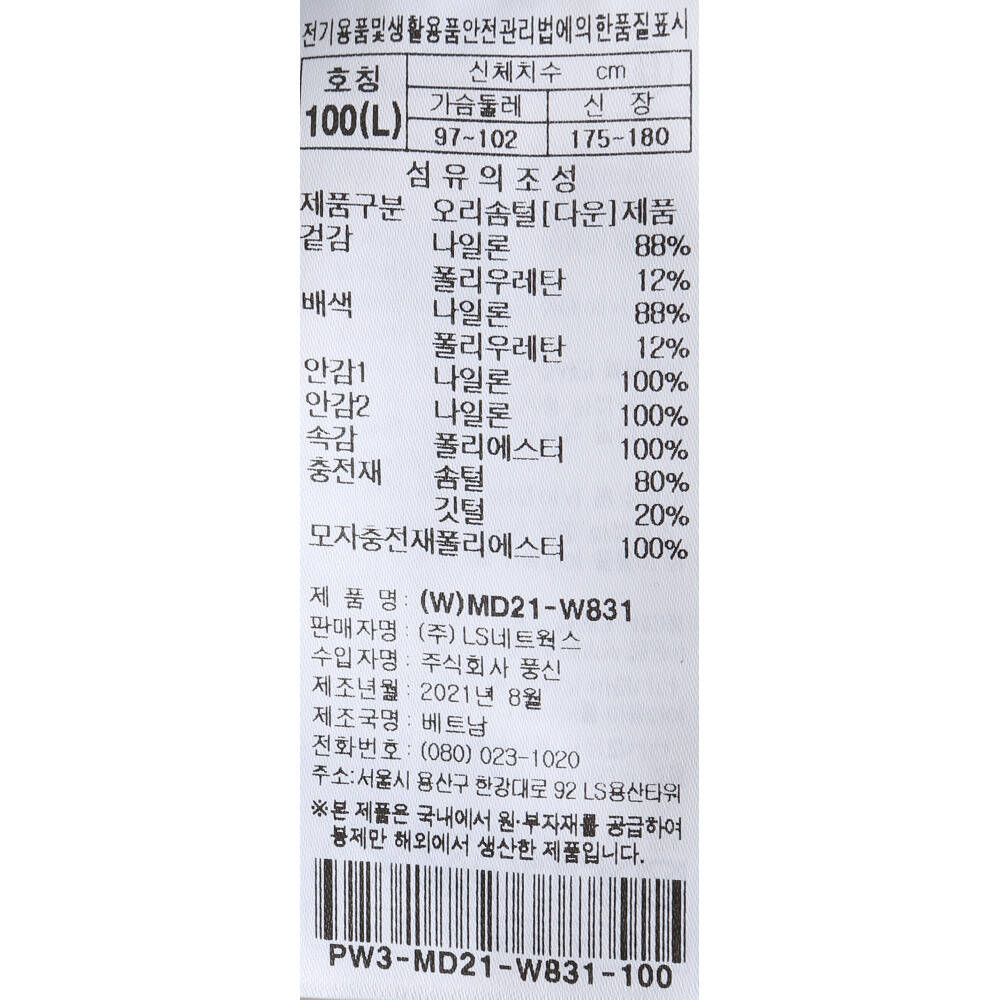 전기용품및생활용품안전관리법에의한품질표시
호칭 신체치수 cm
100(L) 가슴둘레 신 장
97~102 175~180
섬유의조성
제품구분 오리솜털[다운]제품
겉감 나일론 88%
폴리우레탄 12%
배색 나일론 88%
폴리우레탄 12%
안감1 나일론 100%
안감2 나일론 100%
속감 폴리에스터 100%
충전재 솜털 80%
깃털 20%
모자충전재폴리에스터 100%
제 품 명: (W)MD21-W831
판매자명: (주)LS네트웍스
수입자명: 주식회사 풍신
제조년월: 2021년 8월
제조국명: 베트남
전화번호: (080) 023-1020
주소:서울시 용산구 한강대로 92 LS용산타워
※본 제품은 국내에서 원·부자재를 공급하여
봉제만 해외에서 생산한 제품입니다.
PW3-MD21-W831-100